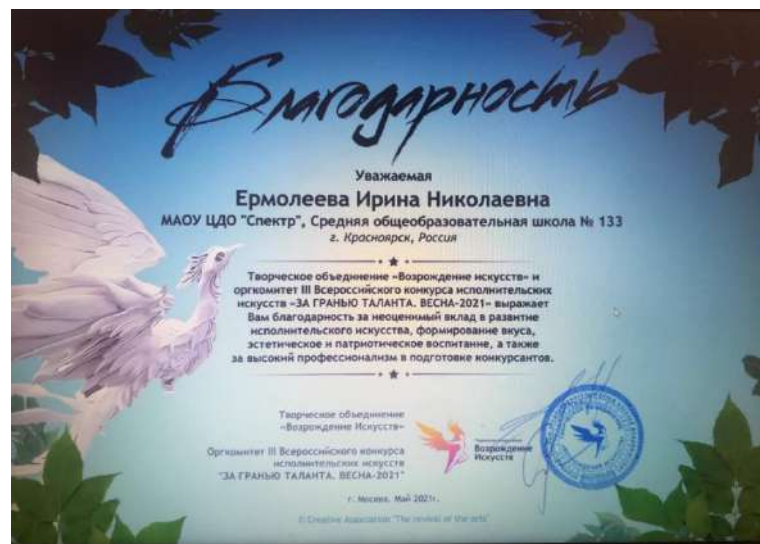 Благодарность
Уважаемая
Ермолеева Ирина Николаевна
МАОУ ЦДО "Спектр", Средняя общеобразовательная школа № 133
г. Красноярск, Россия
Творческое объединение «Возрождение искусств» и
оргкомитет III Всероссийского конкурса исполнительских
искусств «ЗА ГРАНЬЮ ТАЛАНТА. ВЕСНА-2021» выражает
Вам благодарность за неоценимый вклад в развитие
исполнительского искусства, формирование вкуса,
эстетическое и патриотическое воспитание, а также
за высокий профессионализм в подготовке конкурсантов.
Творческое объединение
«Возрождение Искусств»
Оргкомитет III Всероссийского конкурса
исполнительских искусств
"ЗА ГРАНЬЮ ТАЛАНТА. ВЕСНА-2021"
Возрождение
Искусств
г. Москва. Май 2021г.
© Creative Association "The revival of the arts"